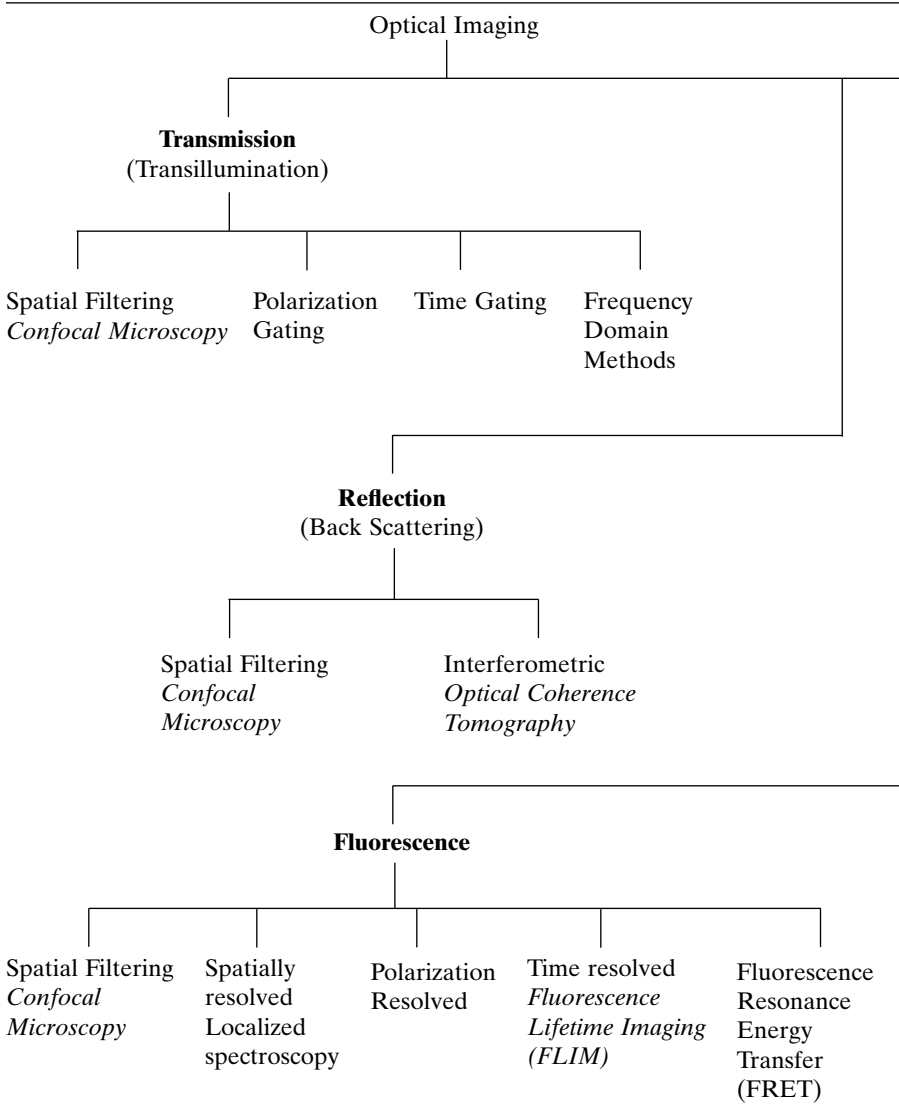 Optical Imaging
Transmission
(Transillumination)
Spatial Filtering
Confocal Microscopy
Polarization
Gating
Time Gating
Frequency
Domain
Methods
Reflection
(Back Scattering)
Spatial Filtering
Confocal
Microscopy
Interferometric
Optical Coherence
Tomography
Fluorescence
Spatial Filtering
Confocal
Microscopy
Spatially
resolved
Localized
spectroscopy
Polarization
Resolved
Time resolved
Fluorescence
Lifetime Imaging
(FLIM)
Fluorescence
Resonance
Energy
Transfer
(FRET)